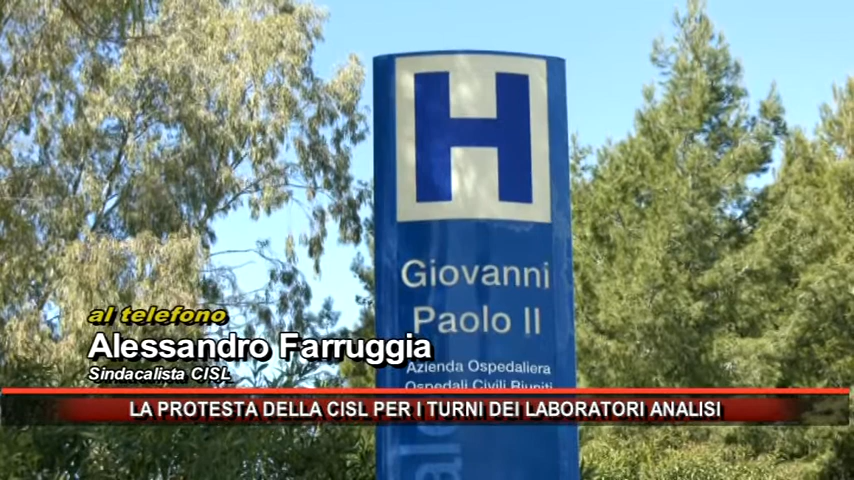 H
Giovanni
Paolo II
Azienda Ospedaliera
Ospedali Civili Riuniti
al telefono
Alessandro Farruggia
Sindacalista CISL
LA PROTESTA DELLA CISL PER I TURNI DEI LABORATORI ANALISI